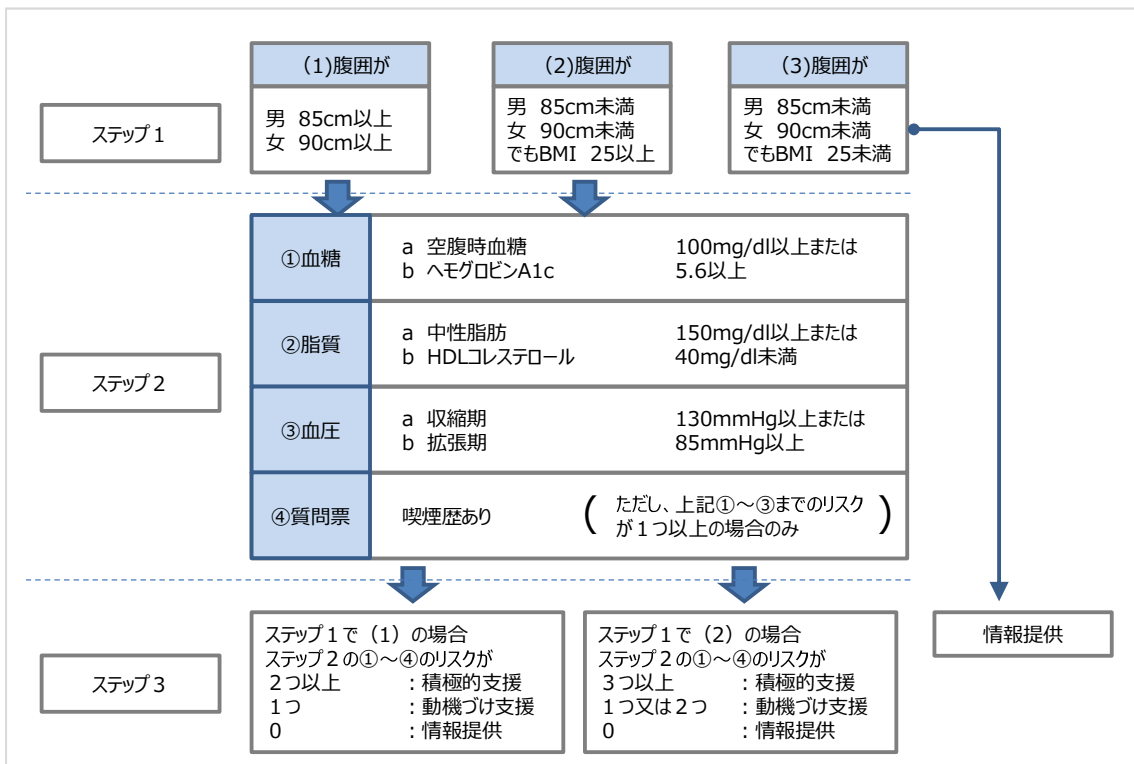 (1)腹囲が
(2)腹囲が
(3)腹囲が
ステップ1
男 85cm以上
女 90cm以上
男 85cm未満
女 90cm未満
でもBMI 25以上
男 85cm未満
女 90cm未満
でもBMI 25未満
ステップ2
①血糖
a 空腹時血糖 100mg/dl以上または
b ヘモグロビンA1c 5.6以上
②脂質
a 中性脂肪 150mg/dl以上または
b HDLコレステロール 40mg/dl未満
③血圧
a 収縮期 130mmHg以上または
b 拡張期 85mmHg以上
④質問票
喫煙歴あり
(ただし、上記①～③までのリスク
が1つ以上の場合のみ)
ステップ3
ステップ1で（1）の場合
ステップ2の①～④のリスクが
2つ以上 ：積極的支援
1つ ：動機づけ支援
0 ：情報提供
ステップ1で（2）の場合
ステップ2の①～④のリスクが
3つ以上 ：積極的支援
1つ又は2つ ：動機づけ支援
0 ：情報提供
情報提供